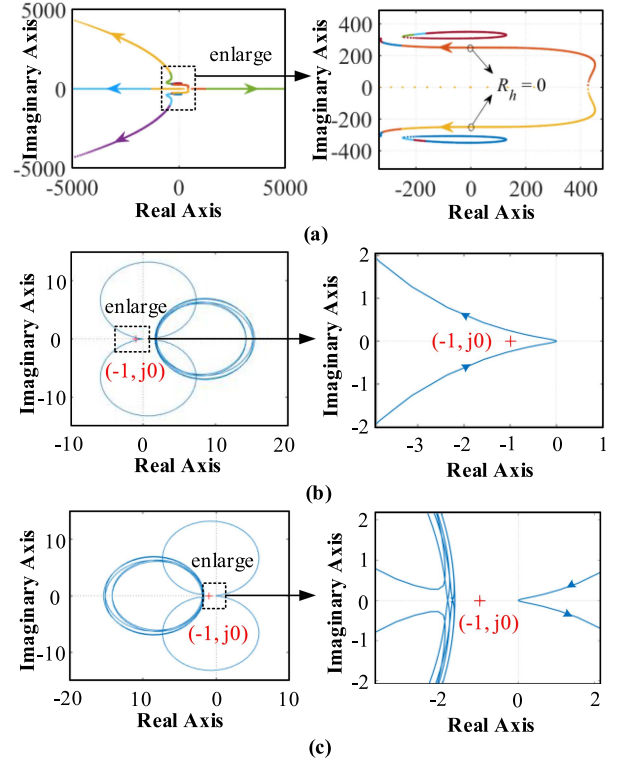 5000
0
-5000
-5000
0
5000
Imaginary Axis
Real Axis
enlarge
400
200
0
-200
-400
-200
0
200
400
Imaginary Axis
Real Axis
R_h = 0
(a)
10
0
-10
-10
0
10
20
Imaginary Axis
Real Axis
enlarge
(-1, j0)
2
1
0
-1
-2
-3
-2
-1
0
1
Imaginary Axis
Real Axis
(-1, j0)
(b)
15
0
-15
-20
-10
0
10
Imaginary Axis
Real Axis
enlarge
(-1, j0)
2
1
0
-1
-2
-2
0
2
Imaginary Axis
Real Axis
(-1, j0)
(c)